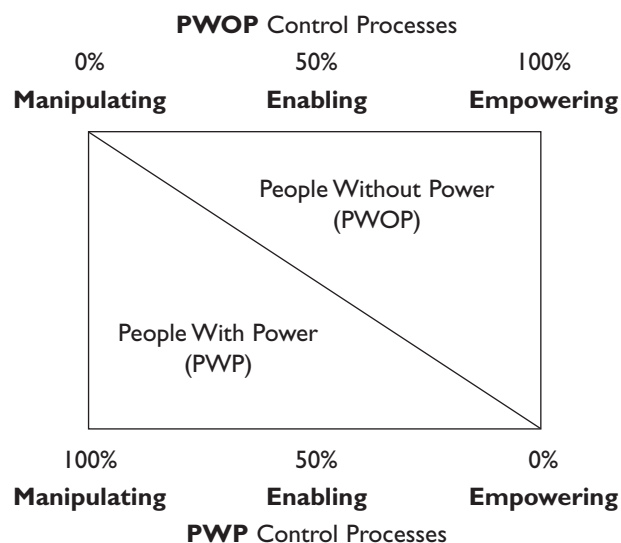 PWOP Control Processes
0% 50% 100%
Manipulating Enabling Empowering
People Without Power
(PWOP)
People With Power
(PWP)
100% 50% 0%
Manipulating Enabling Empowering
PWP Control Processes